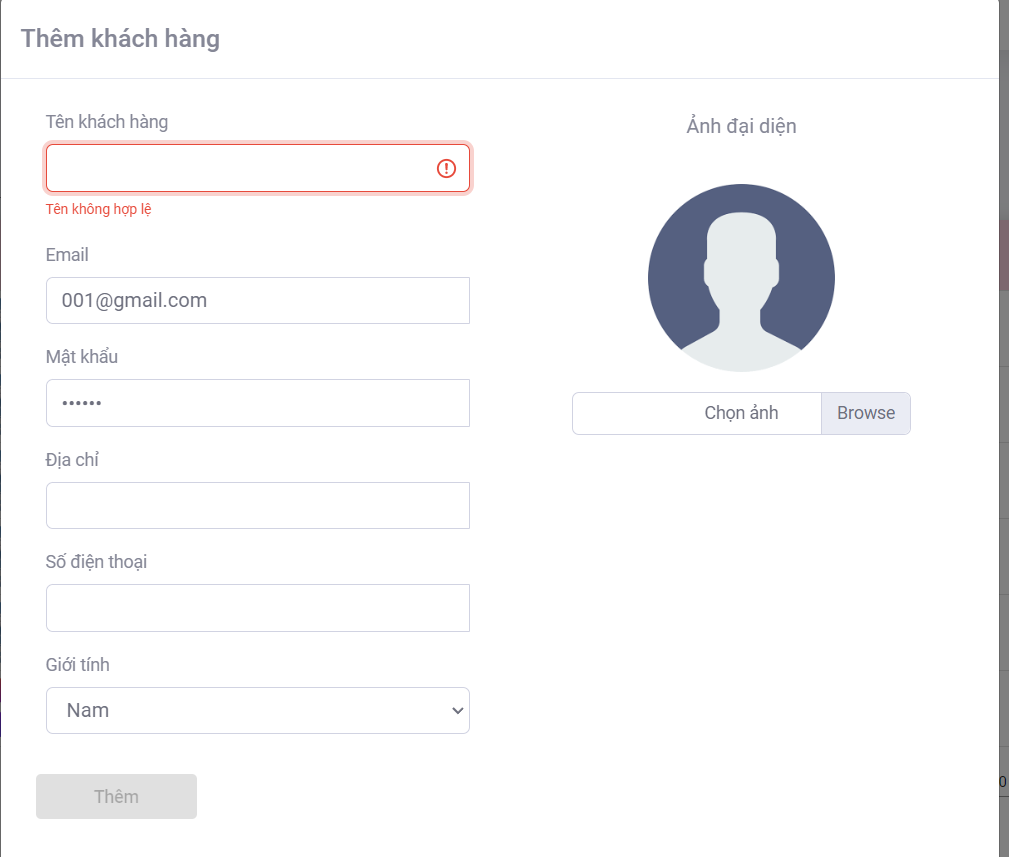 Thêm khách hàng
Tên khách hàng
Tên không hợp lệ
Email
001@gmail.com
Mật khẩu
••••••
Địa chỉ
Số điện thoại
Giới tính
Nam
Thêm
Ảnh đại diện
Chọn ảnh
Browse
0